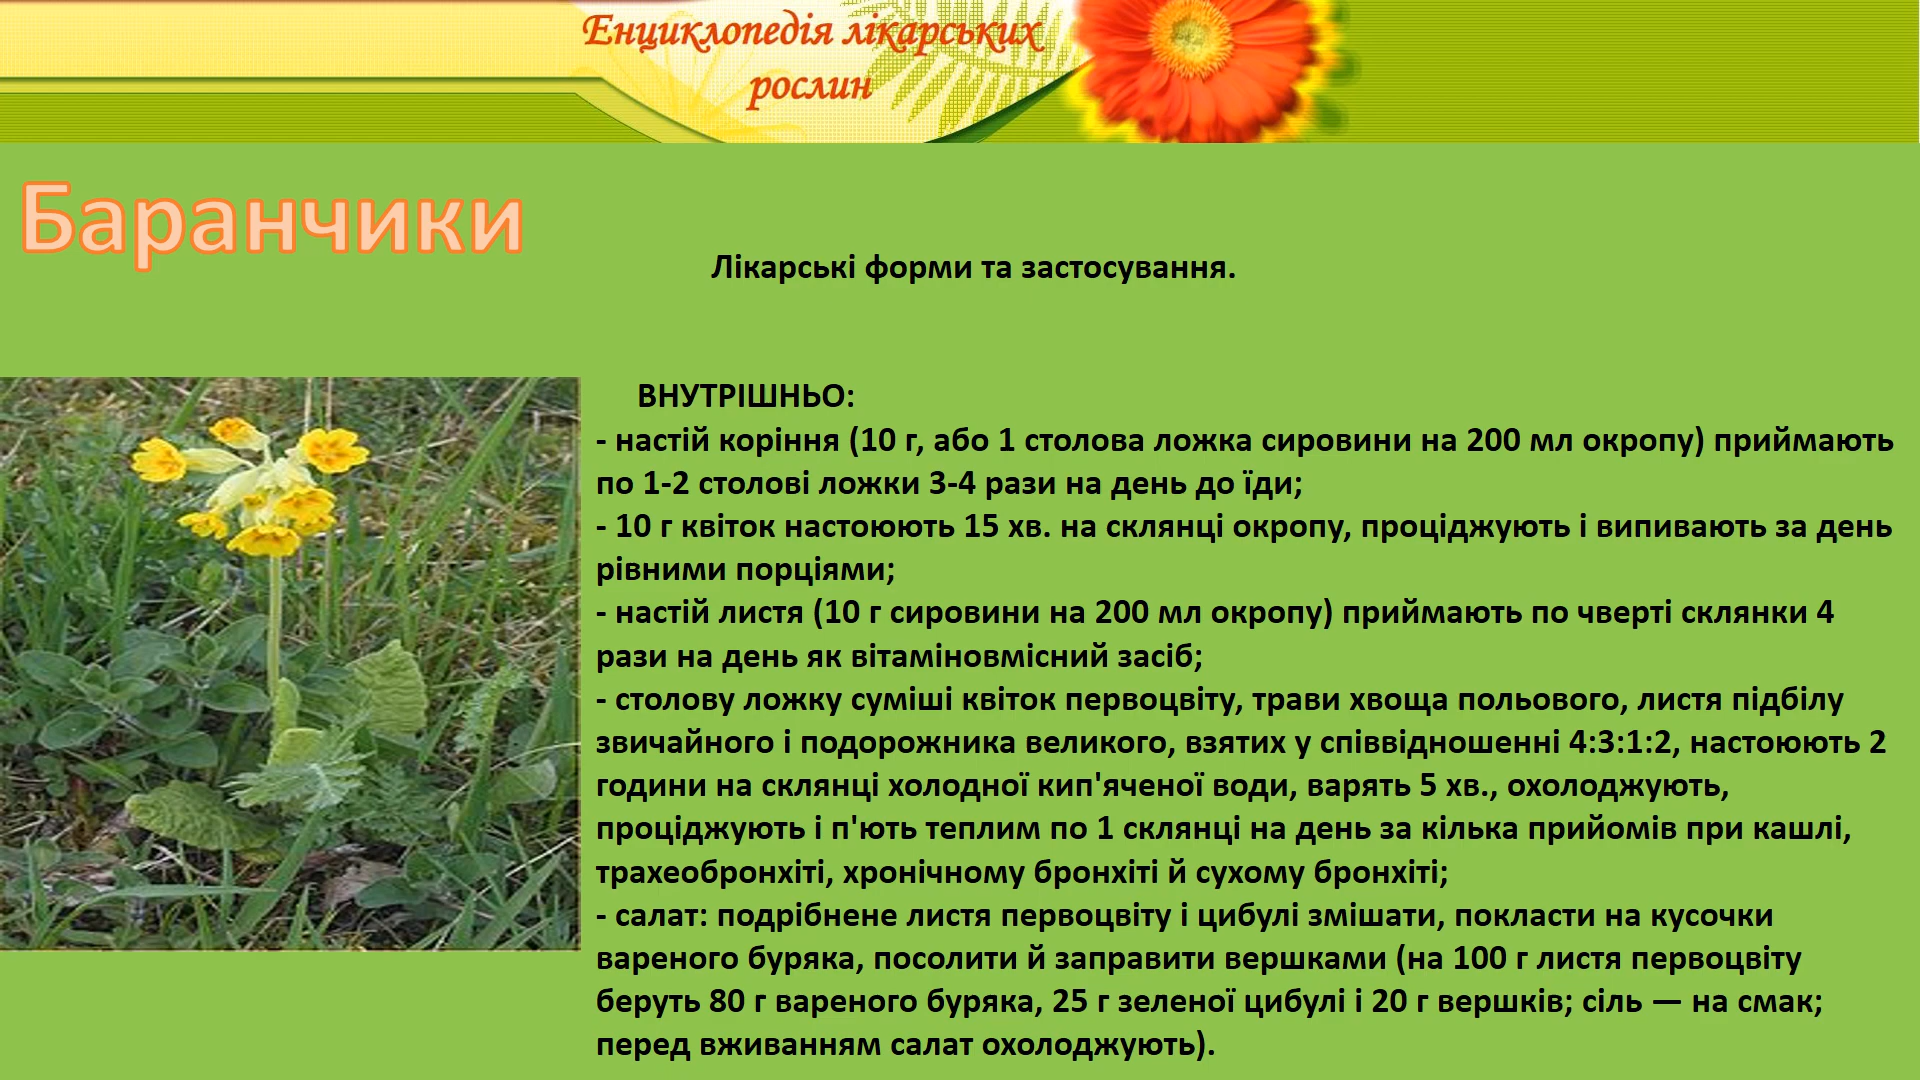 Енциклопедія лікарських
рослин
Баранчики
Лікарські форми та застосування.
ВНУТРІШНЬО:
- настій коріння (10 г, або 1 столова ложка сировини на 200 мл окропу) приймають
по 1-2 столові ложки 3-4 рази на день до їди;
- 10 г квіток настоюють 15 хв. на склянці окропу, проціджують і випивають за день
рівними порціями;
- настій листя (10 г сировини на 200 мл окропу) приймають по чверті склянки 4
рази на день як вітаміновмісний засіб;
- столову ложку суміші квіток первоцвіту, трави хвоща польового, листя підбілу
звичайного і подорожника великого, взятих у співвідношенні 4:3:1:2, настоюють 2
години на склянці холодної кип'яченої води, варять 5 хв., охолоджують,
проціджують і п'ють теплим по 1 склянці на день за кілька прийомів при кашлі,
трахеобронхіті, хронічному бронхіті й сухому бронхіті;
- салат: подрібнене листя первоцвіту і цибулі змішати, покласти на кусочки
вареного буряка, посолити й заправити вершками (на 100 г листя первоцвіту
беруть 80 г вареного буряка, 25 г зеленої цибулі і 20 г вершків; сіль — на смак;
перед вживанням салат охолоджують).